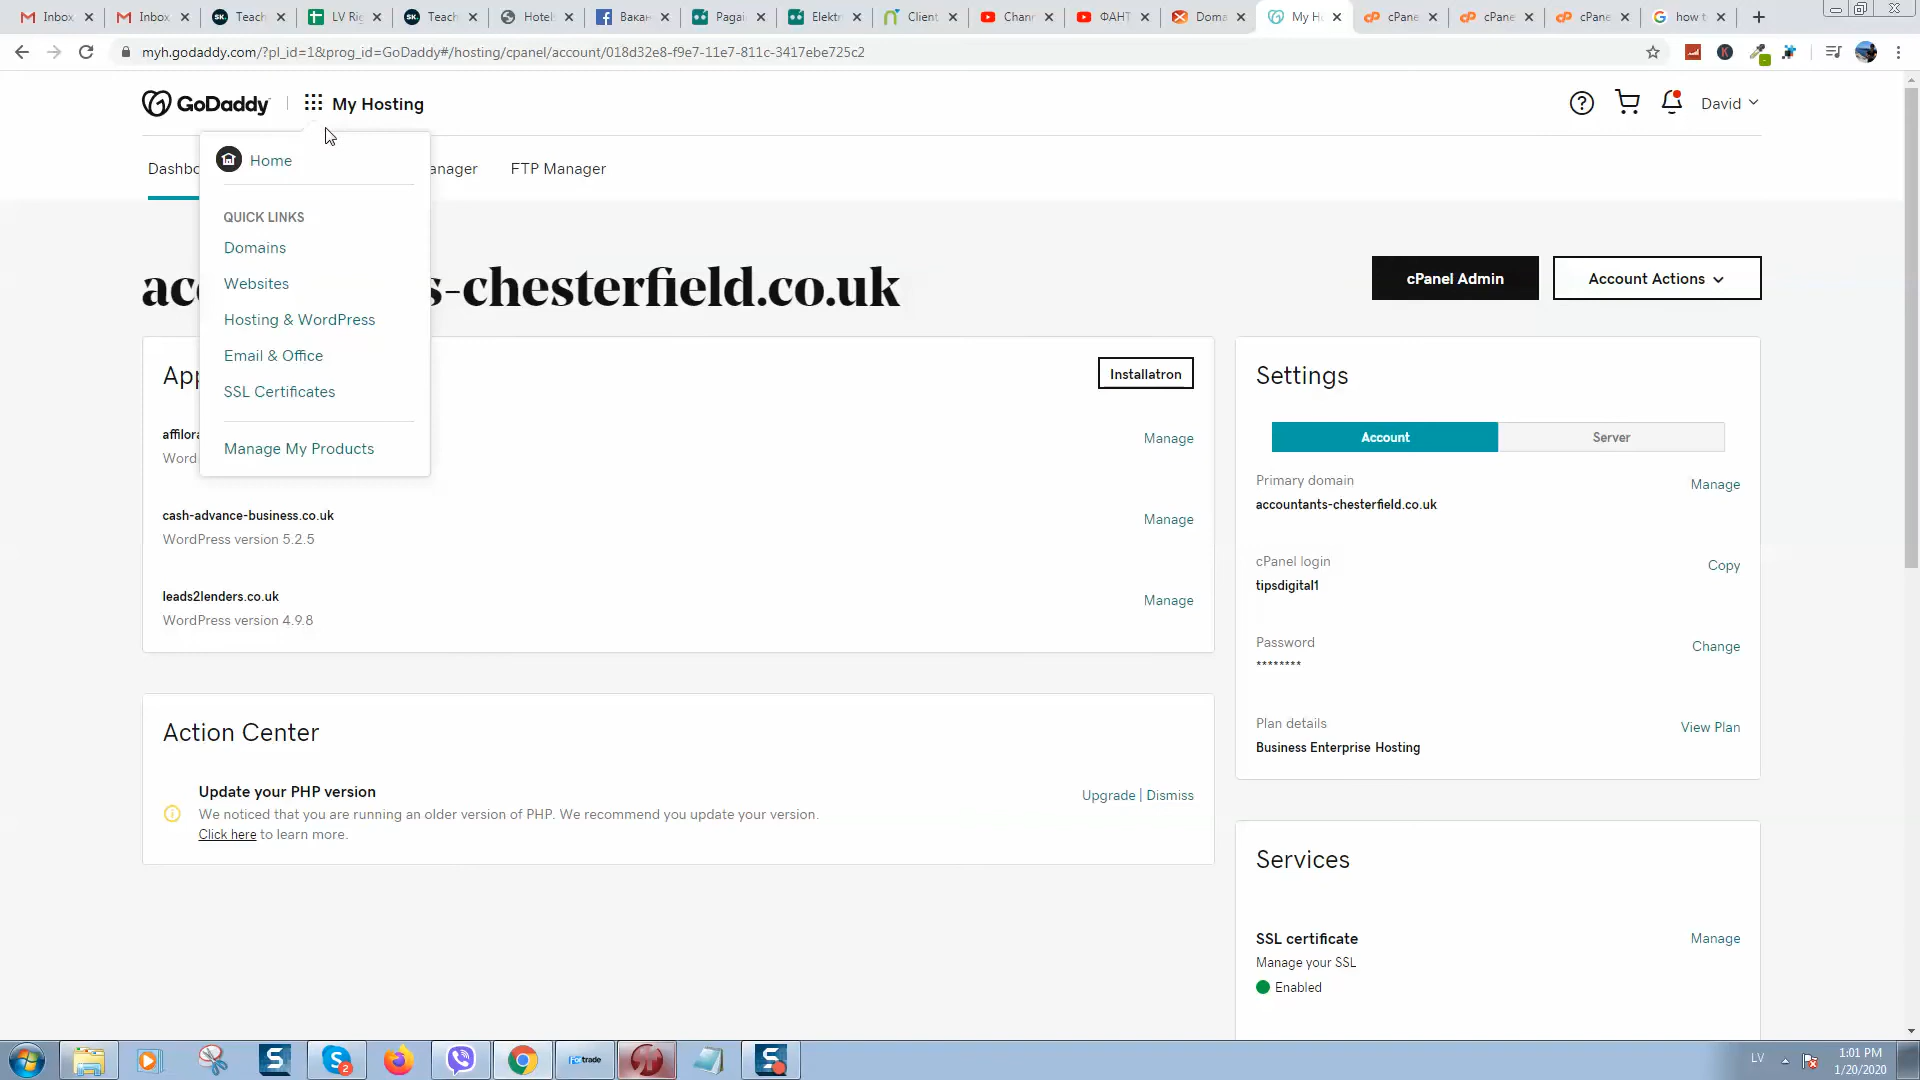 Inbox
Inbox
Teach
LV Ri
Teach
Hotel
Вакан
Pagai
Elektr
Client
Chann
ФАНТ
Doma
My H
cPane
cPane
cPane
how t
myh.godaddy.com/?pl_id=1&prog_id=GoDaddy#/hosting/cpanel/account/018d32e8-f9e7-11e7-811c-3417ebe725c2
GoDaddy
My Hosting
David
Home
Dashbo
anager
FTP Manager
QUICK LINKS
Domains
Websites
Hosting & WordPress
Email & Office
SSL Certificates
Manage My Products
acc
s-chesterfield.co.uk
cPanel Admin
Account Actions
App
Installatron
affilora
Word
Manage
cash-advance-business.co.uk
WordPress version 5.2.5
Manage
leads2lenders.co.uk
WordPress version 4.9.8
Manage
Settings
Account
Server
Primary domain
accountants-chesterfield.co.uk
Manage
cPanel login
tipsdigital1
Copy
Password
********
Change
Plan details
Business Enterprise Hosting
View Plan
Action Center
Update your PHP version
We noticed that you are running an older version of PHP. We recommend you update your version.
Click here to learn more.
Upgrade | Dismiss
Services
SSL certificate
Manage your SSL
Enabled
Manage
LV
1:01 PM
1/20/2020